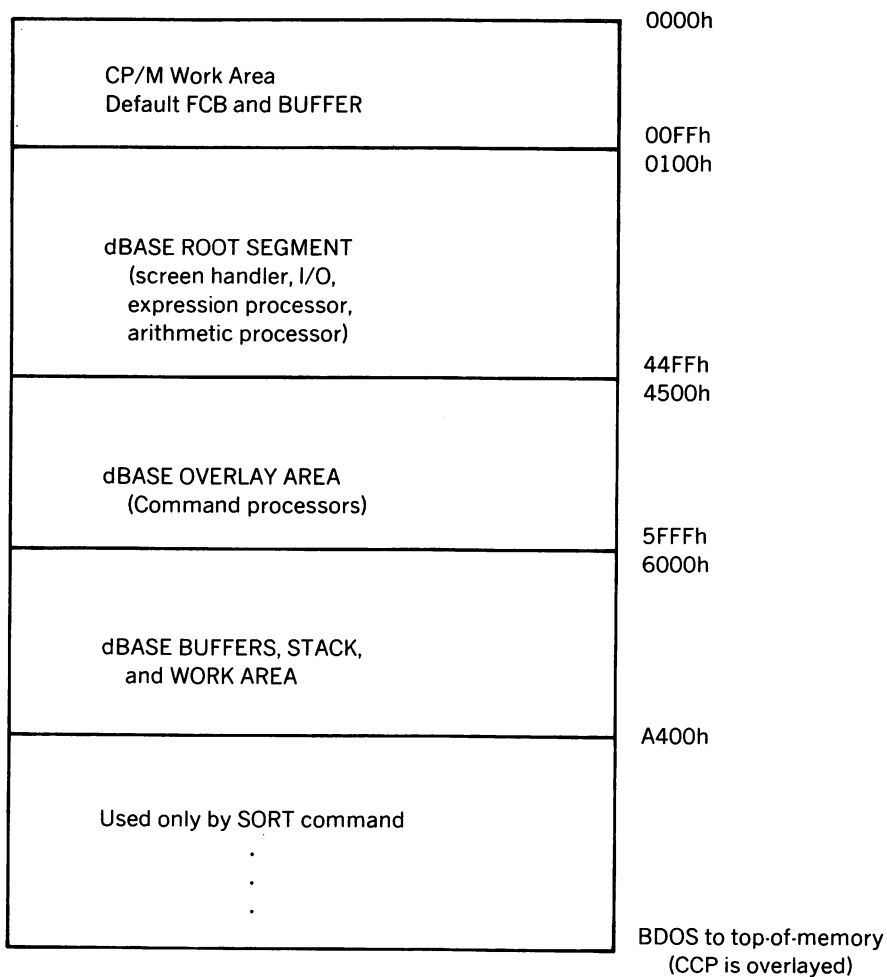 0000h
CP/M Work Area
Default FCB and BUFFER
00FFh
0100h
dBASE ROOT SEGMENT
(screen handler, I/O,
expression processor,
arithmetic processor)
44FFh
4500h
dBASE OVERLAY AREA
(Command processors)
5FFFh
6000h
dBASE BUFFERS, STACK,
and WORK AREA
A400h
Used only by SORT command
.
.
.
BDOS to top-of-memory
(CCP is overlayed)